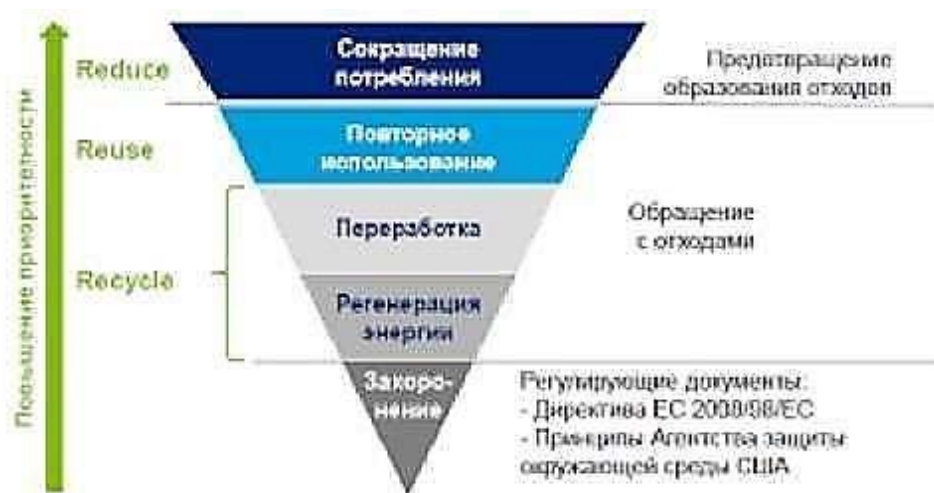 Повышение приоритетности
Reduce
Сокращение
потребления
Предотвращение
образования отходов
Reuse
Повторное
использование
Recycle
Переработка
Обращение
с отходами
Регенерация
энергии
Захоро-
нение
Регулирующие документы:
- Директива ЕС 2008/98/ЕС
- Принципы Агентства защиты
окружающей среды США